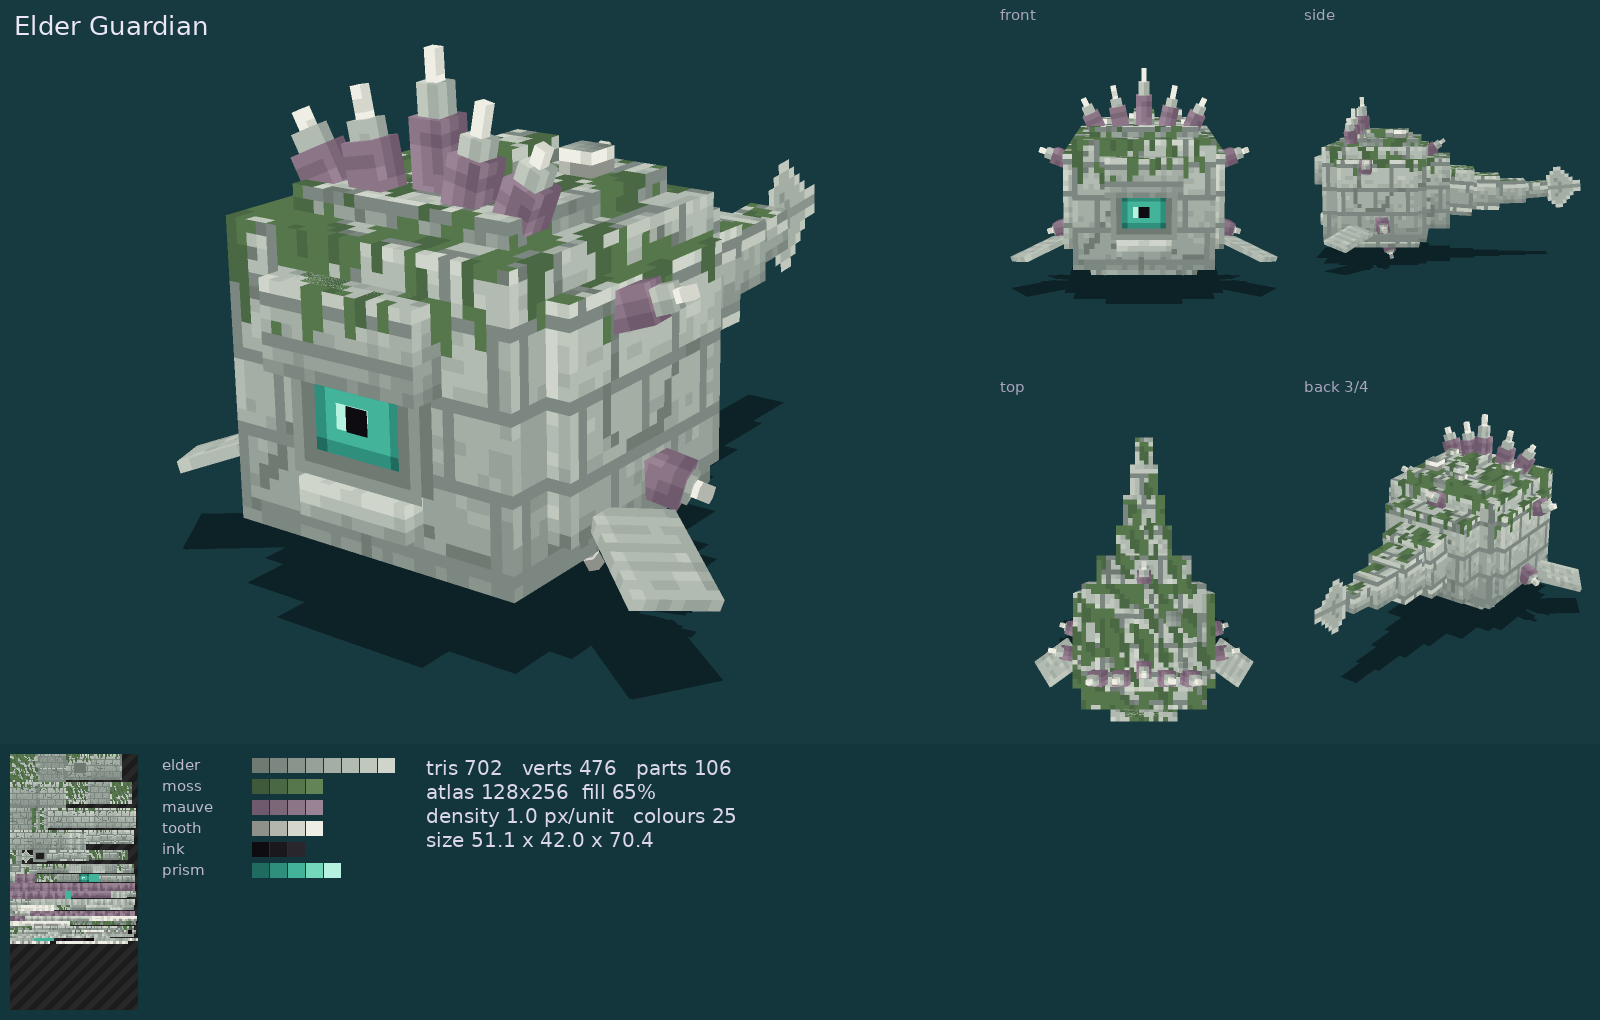 Elder Guardian
front
side
top
back 3/4
elder
moss
mauve
tooth
ink
prism
tris 702 verts 476 parts 106
atlas 128x256 fill 65%
density 1.0 px/unit colours 25
size 51.1 x 42.0 x 70.4